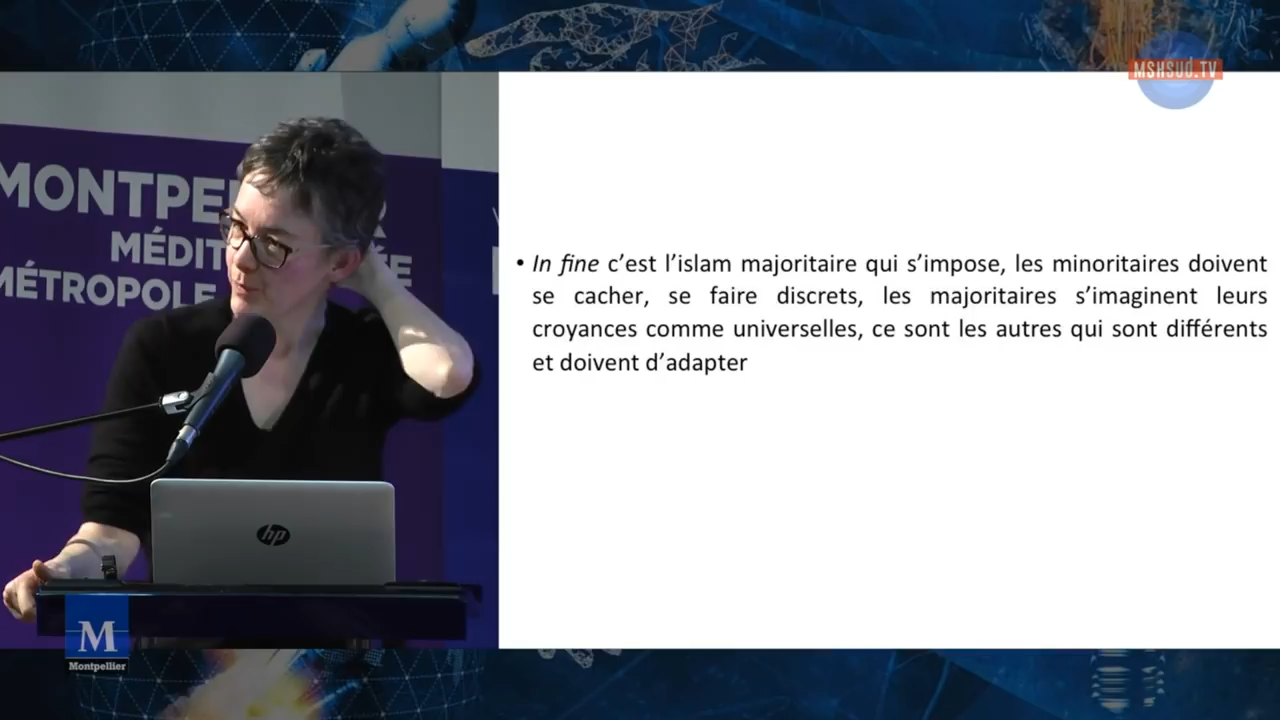 MSHSUD.TV
MONTPE
MÉDIT
MÉTROPOLE
• In fine c’est l’islam majoritaire qui s’impose, les minoritaires doivent
se cacher, se faire discrets, les majoritaires s’imaginent leurs
croyances comme universelles, ce sont les autres qui sont différents
et doivent d’adapter
hp
M
Montpellier